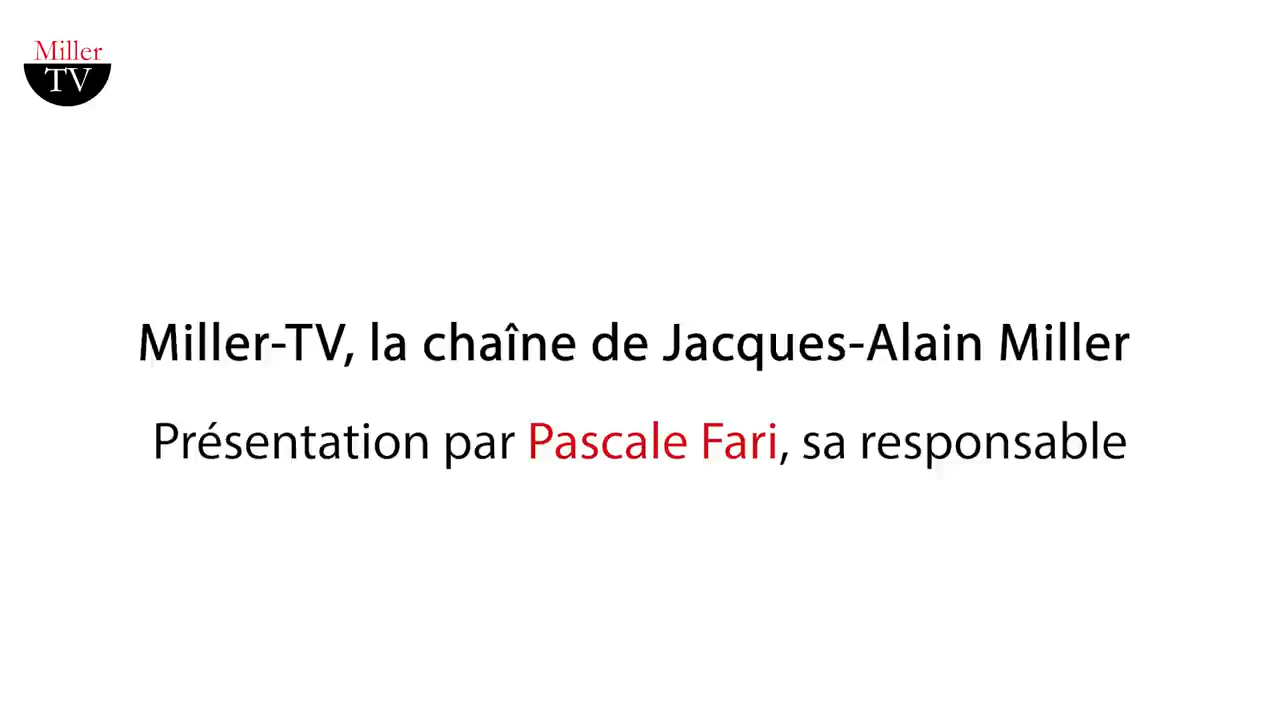 Miller
TV
Miller-TV, la chaîne de Jacques-Alain Miller
Présentation par Pascale Fari, sa responsable